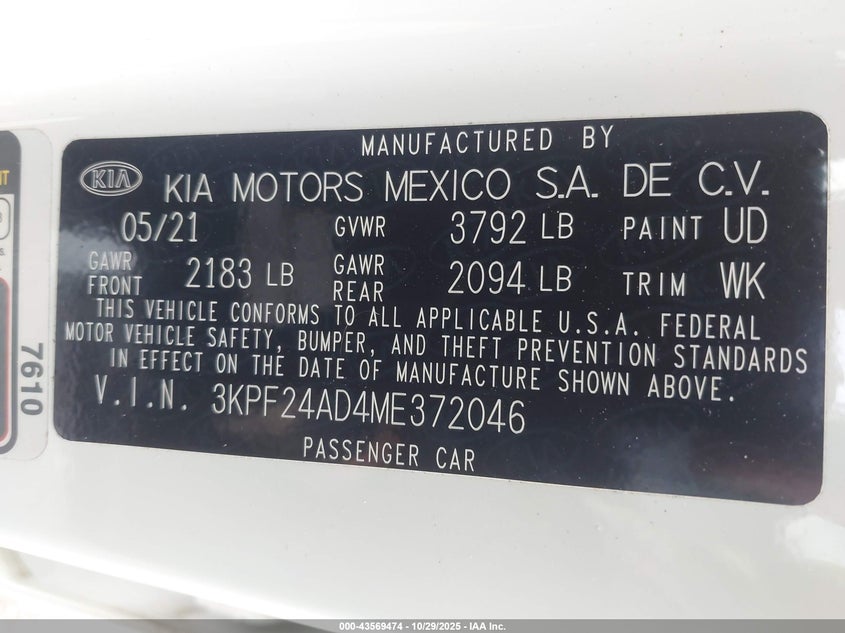 MANUFACTURED BY
KIA KIA MOTORS MEXICO S.A. DE C.V.
05/21 GVWR 3792 LB PAINT UD
GAWR FRONT 2183 LB GAWR REAR 2094 LB TRIM WK
THIS VEHICLE CONFORMS TO ALL APPLICABLE U.S.A. FEDERAL
MOTOR VEHICLE SAFETY, BUMPER, AND THEFT PREVENTION STANDARDS
IN EFFECT ON THE DATE OF MANUFACTURE SHOWN ABOVE.
V.I.N. 3KPF24AD4ME372046
PASSENGER CAR
7610
000-43569474 | 10/29/2025 - IAA Inc.